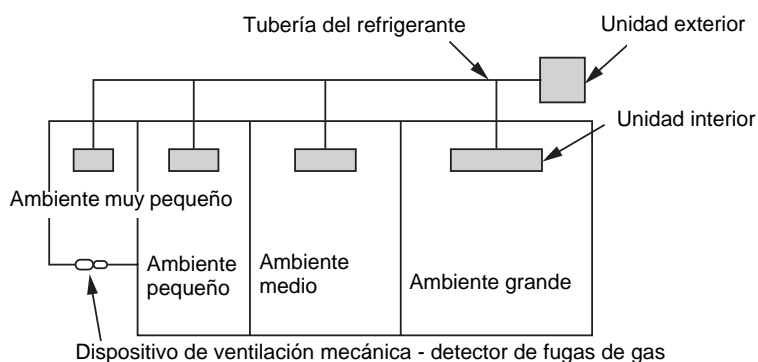 Tubería del refrigerante
Unidad exterior
Unidad interior
Ambiente muy pequeño
Ambiente
pequeño
Ambiente
medio
Ambiente grande
Dispositivo de ventilación mecánica - detector de fugas de gas